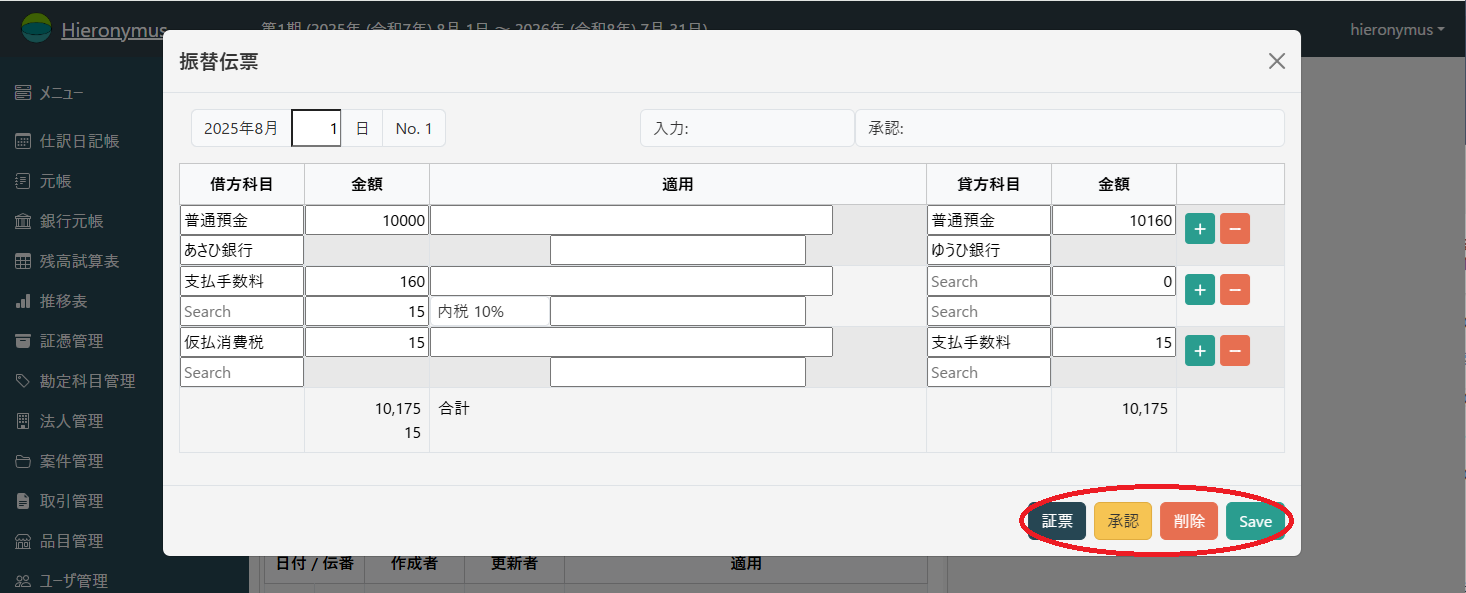 Hieronymus
第1期 (2025年 (令和7年) 8月 1日 ～ 2026年 (令和8年) 7月 31日)
hieronymus
メニュー
仕訳日記帳
元帳
銀行元帳
残高試算表
推移表
証憑管理
勘定科目管理
法人管理
案件管理
取引管理
品目管理
ユーザ管理
振替伝票
2025年8月 1 日 No. 1 入力: 承認:
借方科目 金額 適用 貸方科目 金額
普通預金 10000 普通預金 10160 + −
あさひ銀行 ゆうひ銀行
支払手数料 160 Search 0 + −
Search 15 内税 10% Search
仮払消費税 15 支払手数料 15 + −
Search Search
10,175 合計 10,175
15
証票 承認 削除 Save
日付 / 伝番 作成者 更新者 適用